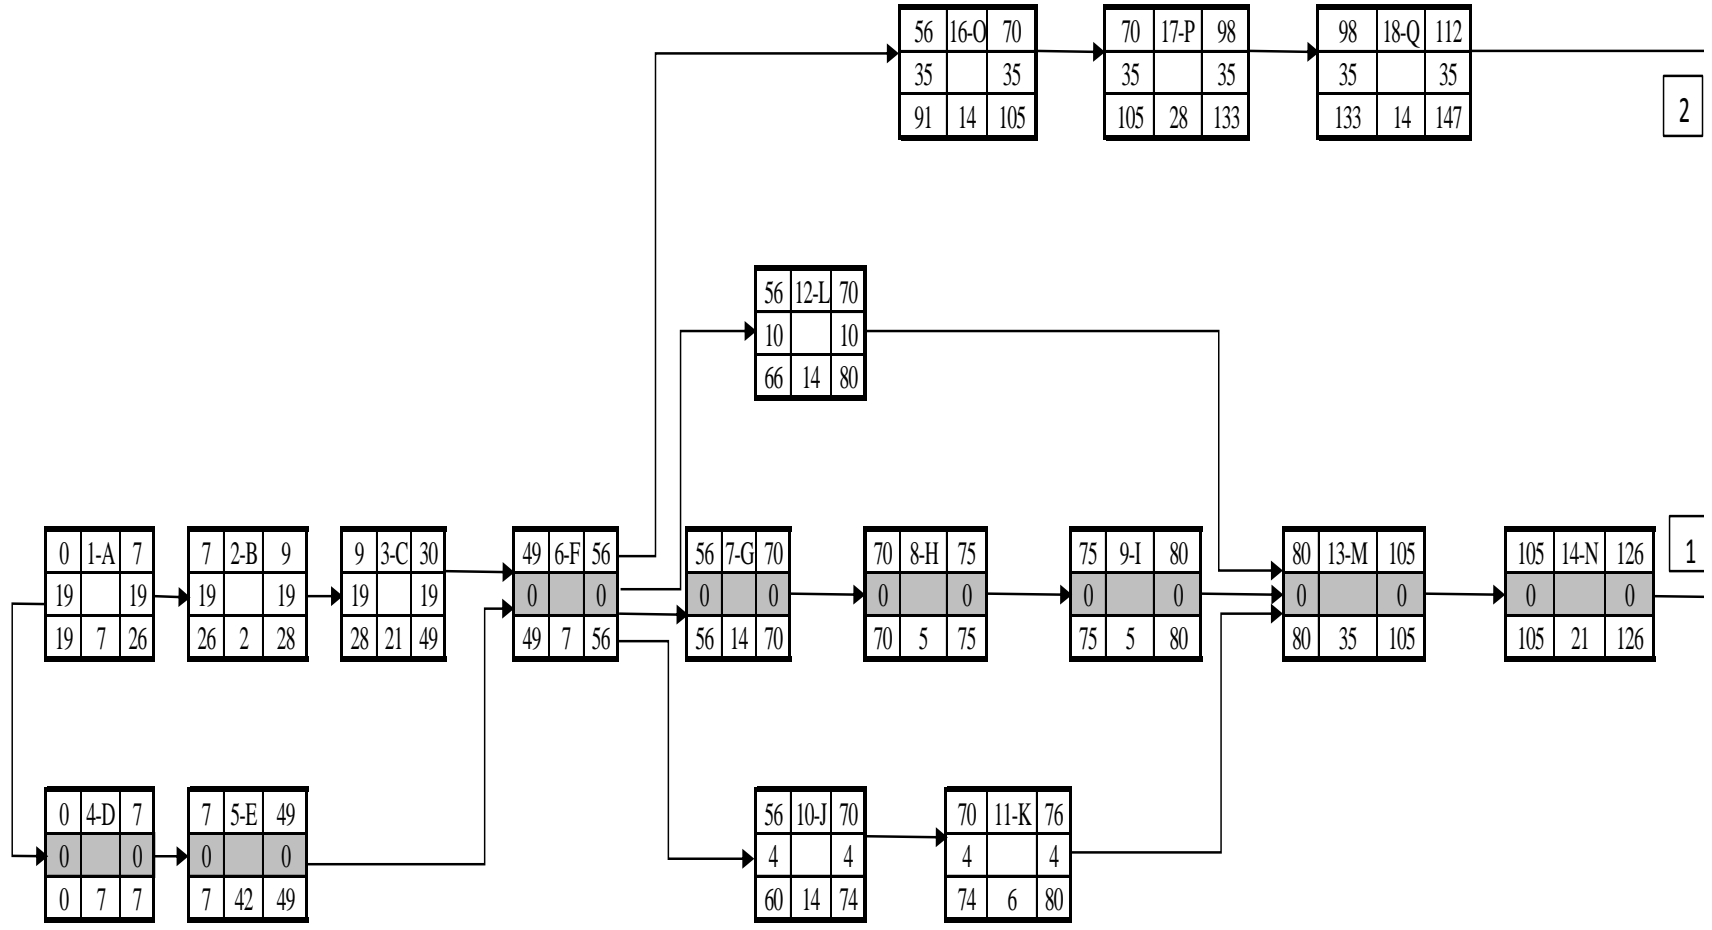 56 16-O 70
35 35
91 14 105
70 17-P 98
35 35
105 28 133
98 18-Q 112
35 35
133 14 147
2
56 12-L 70
10 10
66 14 80
0 1-A 7
19 19
19 7 26
7 2-B 9
19 19
26 2 28
9 3-C 30
19 19
28 21 49
49 6-F 56
0 0
49 7 56
56 7-G 70
0 0
56 14 70
70 8-H 75
0 0
70 5 75
75 9-I 80
0 0
75 5 80
80 13-M 105
0 0
80 35 105
105 14-N 126
0 0
105 21 126
1
0 4-D 7
0 0
0 7 7
7 5-E 49
0 0
7 42 49
56 10-J 70
4 4
60 14 74
70 11-K 76
4 4
74 6 80